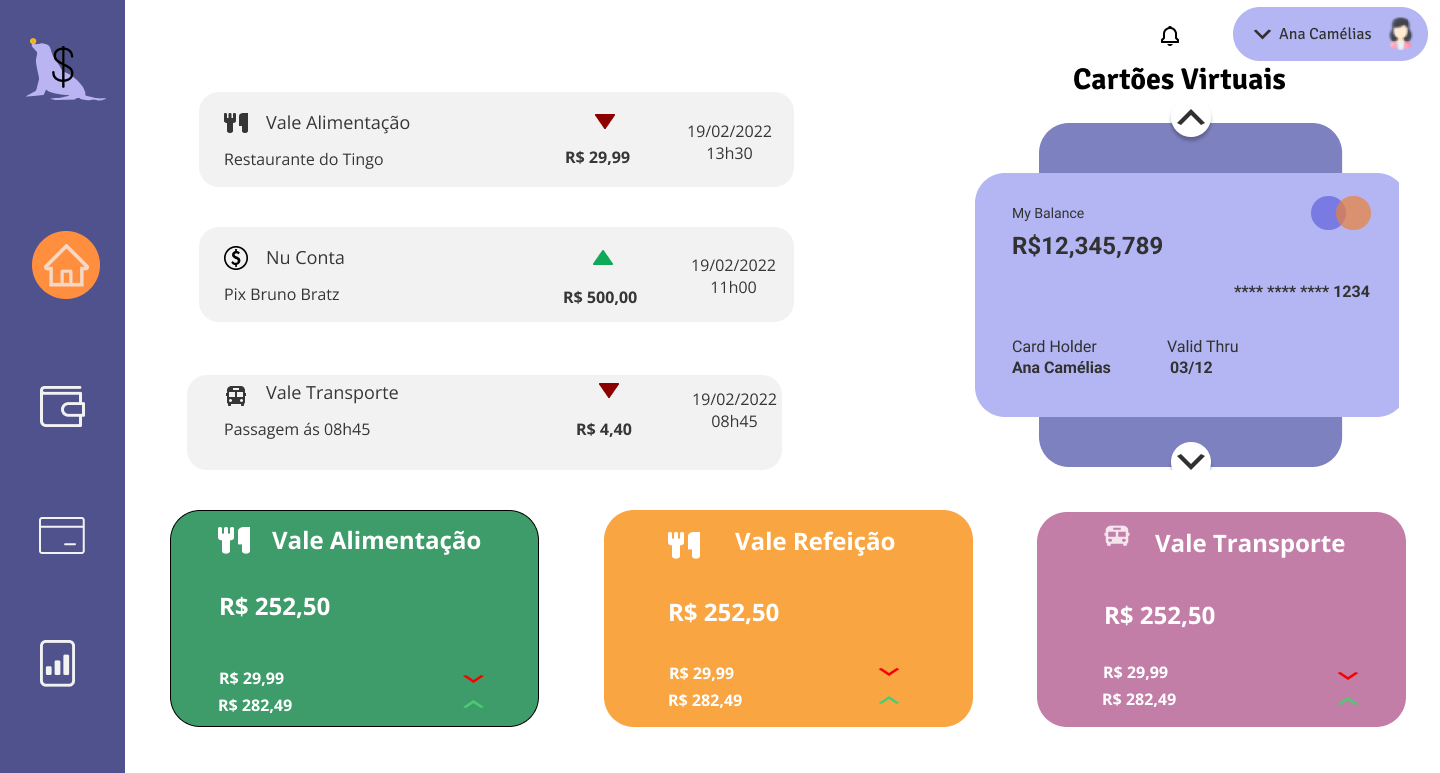 $
Ana Camélias
Cartões Virtuais
Vale Alimentação
Restaurante do Tingo
R$ 29,99
19/02/2022
13h30
Nu Conta
Pix Bruno Bratz
R$ 500,00
19/02/2022
11h00
Vale Transporte
Passagem ás 08h45
R$ 4,40
19/02/2022
08h45
My Balance
R$12,345,789
**** **** **** 1234
Card Holder
Valid Thru
Ana Camélias
03/12
Vale Alimentação
R$ 252,50
R$ 29,99
R$ 282,49
Vale Refeição
R$ 252,50
R$ 29,99
R$ 282,49
Vale Transporte
R$ 252,50
R$ 29,99
R$ 282,49